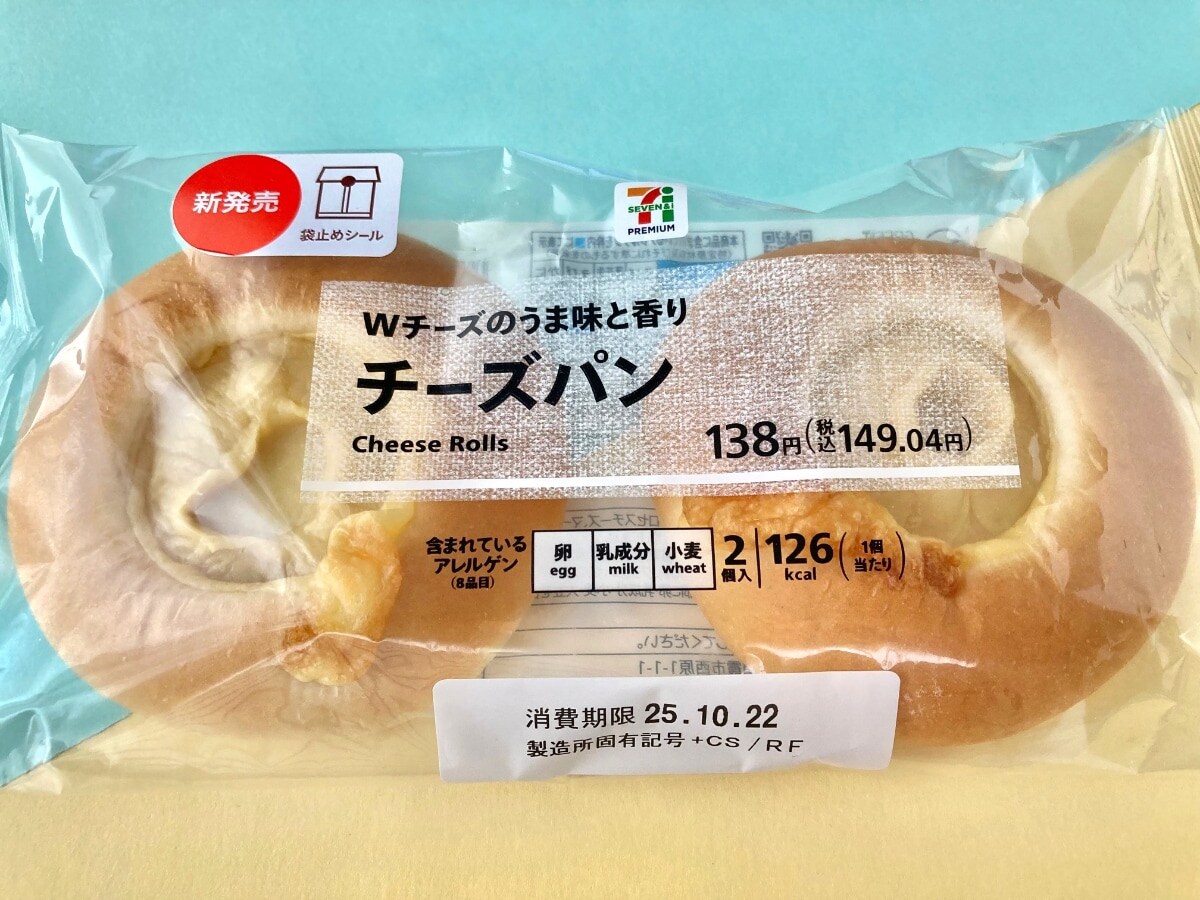 新発売
袋止めシール
SEVEN&i
PREMIUM
Wチーズのうま味と香り
チーズパン
Cheese Rolls
138円(税込149.04円)
含まれている
アレルゲン
(8品目)
卵
egg
乳成分
milk
小麦
wheat
2
個入
126
kcal
(1個
当たり)
消費期限 25.10.22
製造所固有記号 +CS/RF